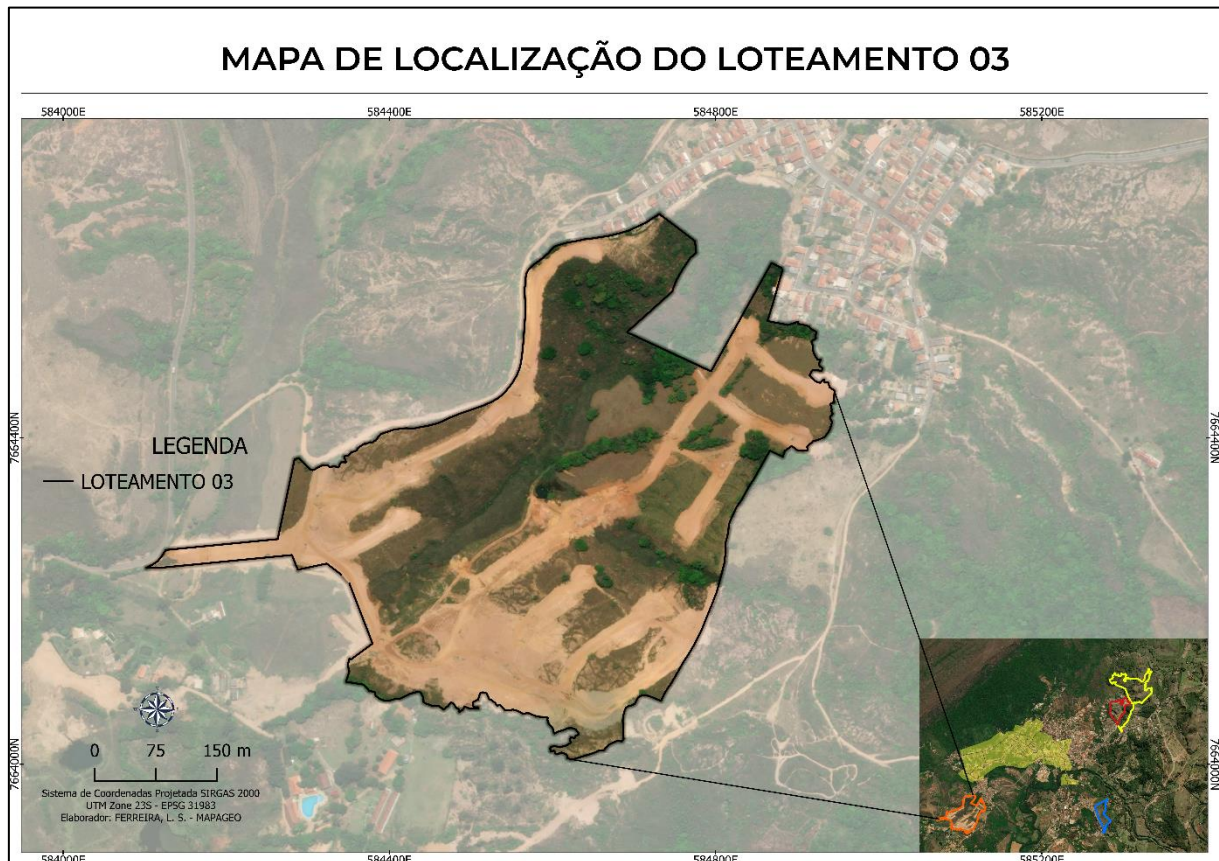 MAPA DE LOCALIZAÇÃO DO LOTEAMENTO 03
584000E
584400E
584800E
585200E
7664400N
7664400N
LEGENDA
LOTEAMENTO 03
0 75 150 m
7664000N
7664000N
Sistema de Coordenadas Projetada SIRGAS 2000
UTM Zone 23S - EPSG 31983
Elaborador: FERREIRA, L. S. - MAPAGEO
584000E
584400E
584800E
585200E